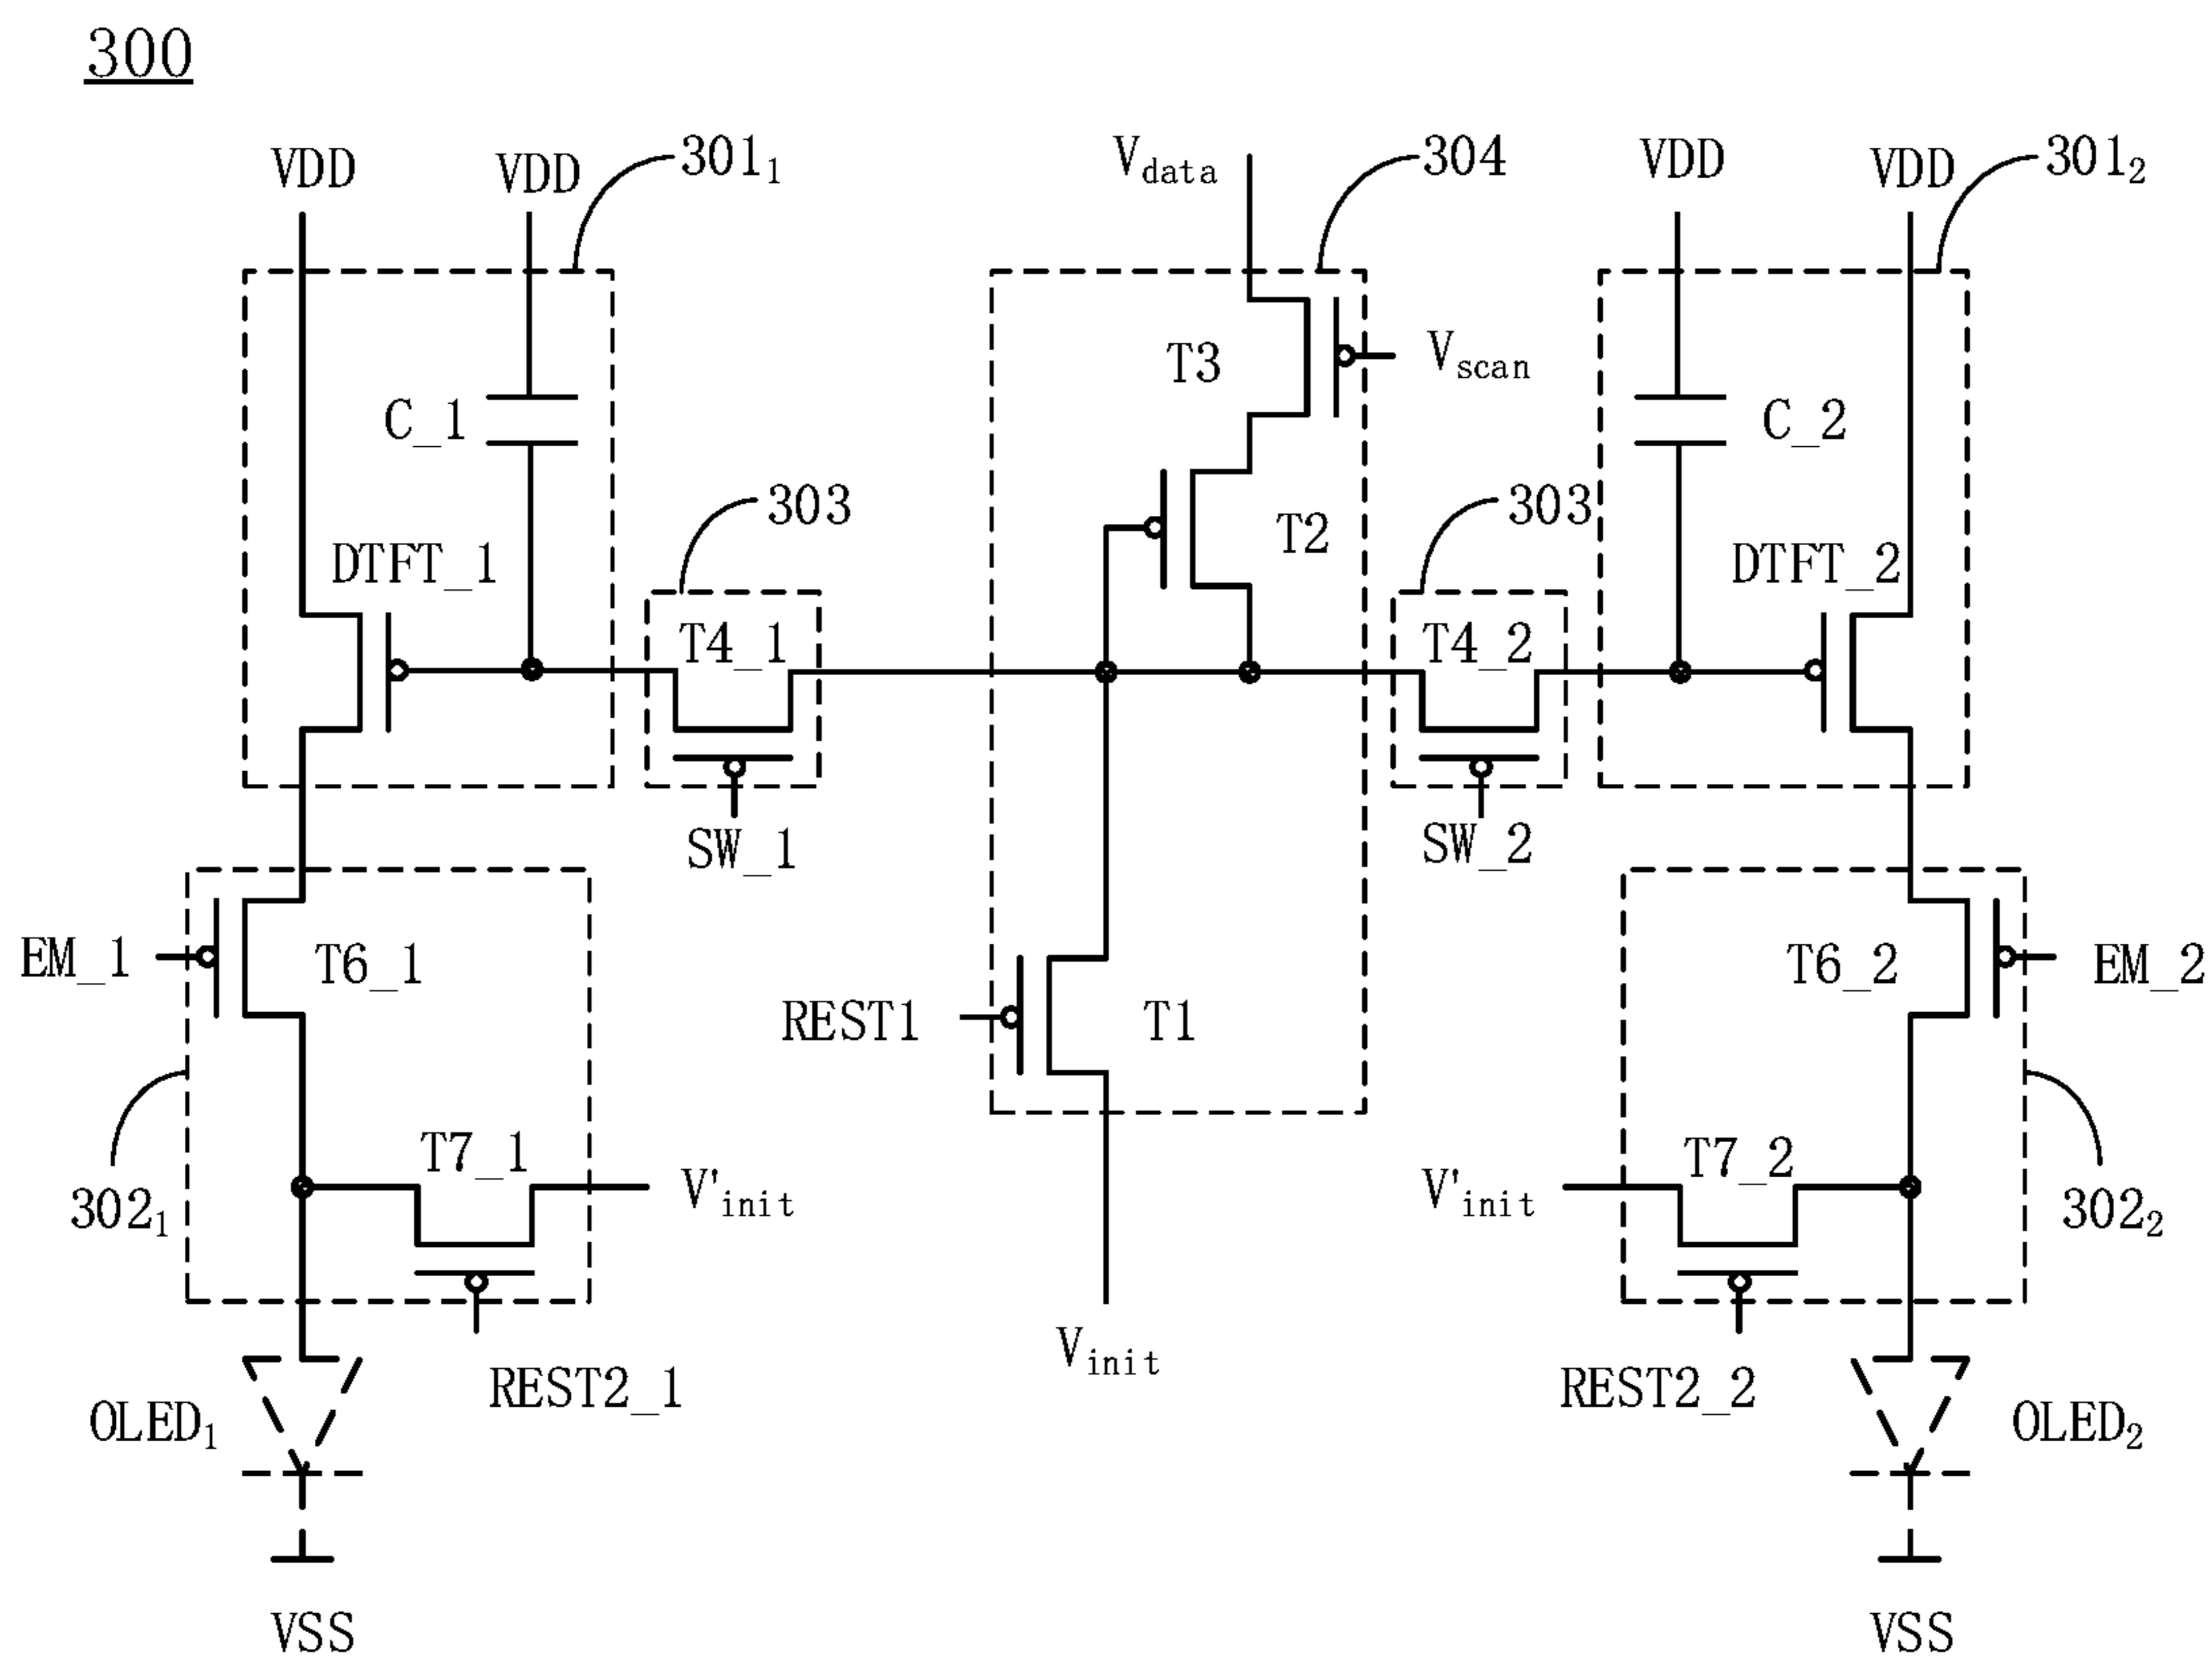 300
VDD
VDD
301₁
V_data
304
VDD
VDD
301₂
T3
V_scan
C_1
C_2
303
303
T2
DTFT_1
DTFT_2
T4_1
T4_2
SW_1
SW_2
EM_1
T6_1
T6_2
EM_2
REST1
T1
T7_1
T7_2
302₁
V'_init
V'_init
302₂
V_init
REST2_1
REST2_2
OLED₁
OLED₂
VSS
VSS